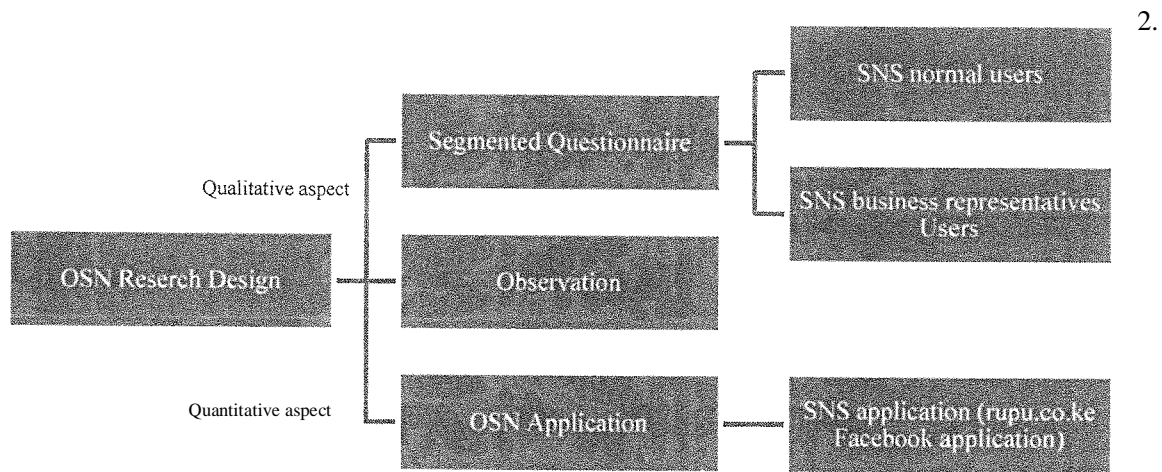 2.
SNS normal users
Segmented Questionnaire
Qualitative aspect
SNS business representatives
Users
OSN Reserch Design
Observation
Quantitative aspect
OSN Application
SNS application (rupu.co.ke
Facebook application)